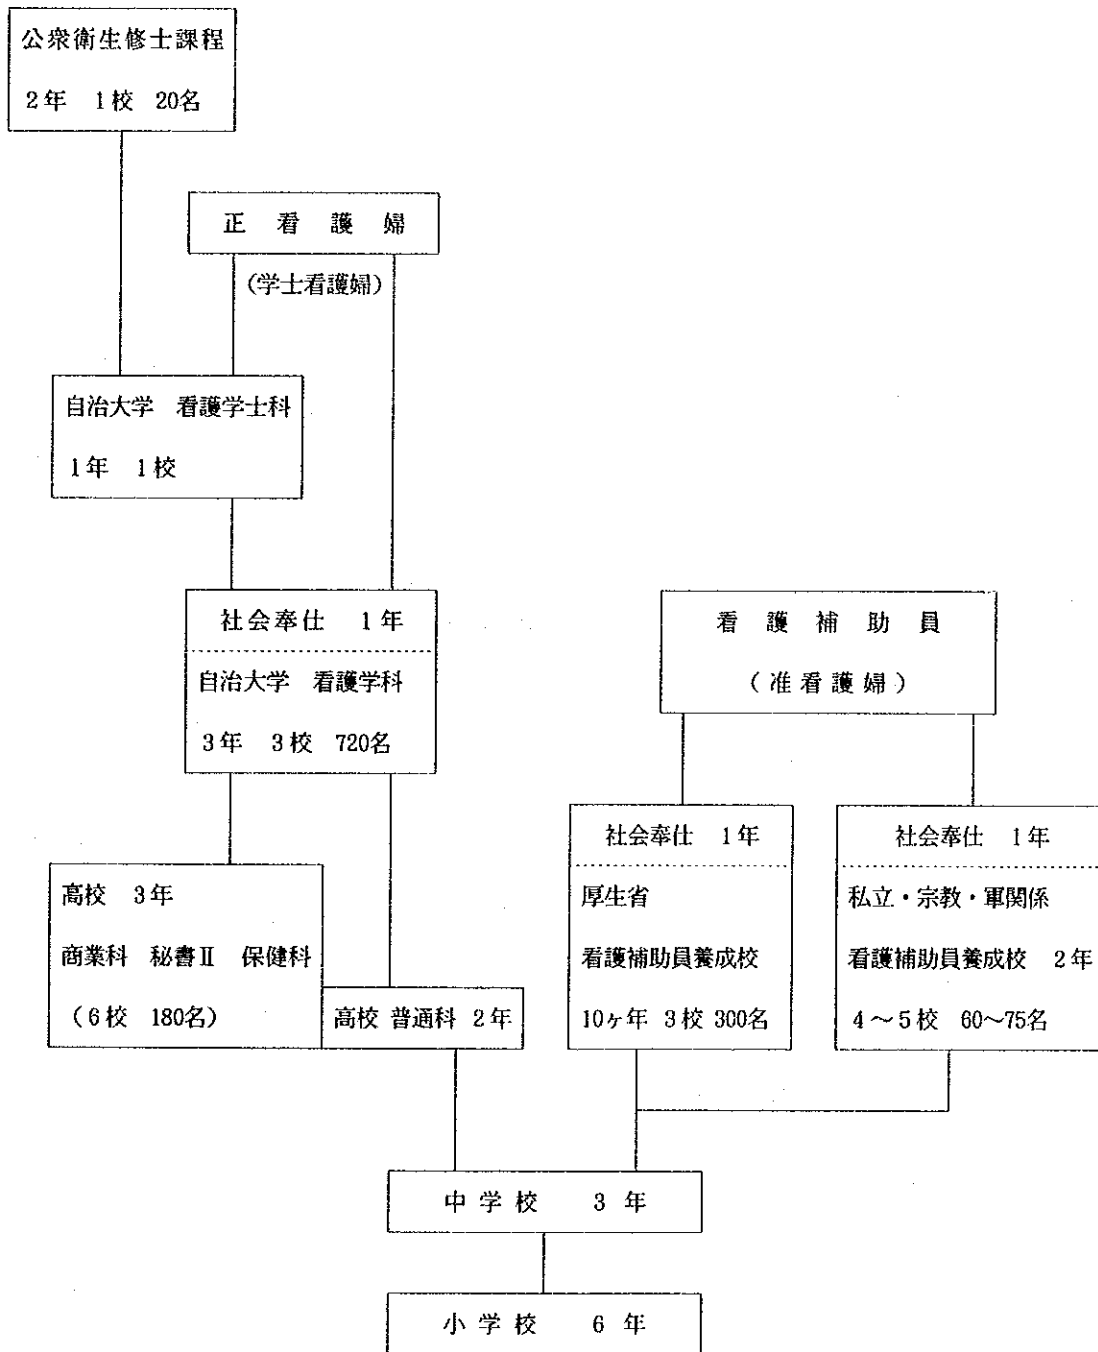 公衆衛生修士課程
2年 1校 20名
正看護婦
(学士看護婦)
自治大学 看護学士科
1年 1校
社会奉仕 1年
自治大学 看護学科
3年 3校 720名
看護補助員
(准看護婦)
高校 3年
商業科 秘書Ⅱ 保健科
(6校 180名)
高校 普通科 2年
社会奉仕 1年
厚生省
看護補助員養成校
10ヶ年 3校 300名
社会奉仕 1年
私立・宗教・軍関係
看護補助員養成校 2年
4~5校 60~75名
中学校 3年
小学校 6年